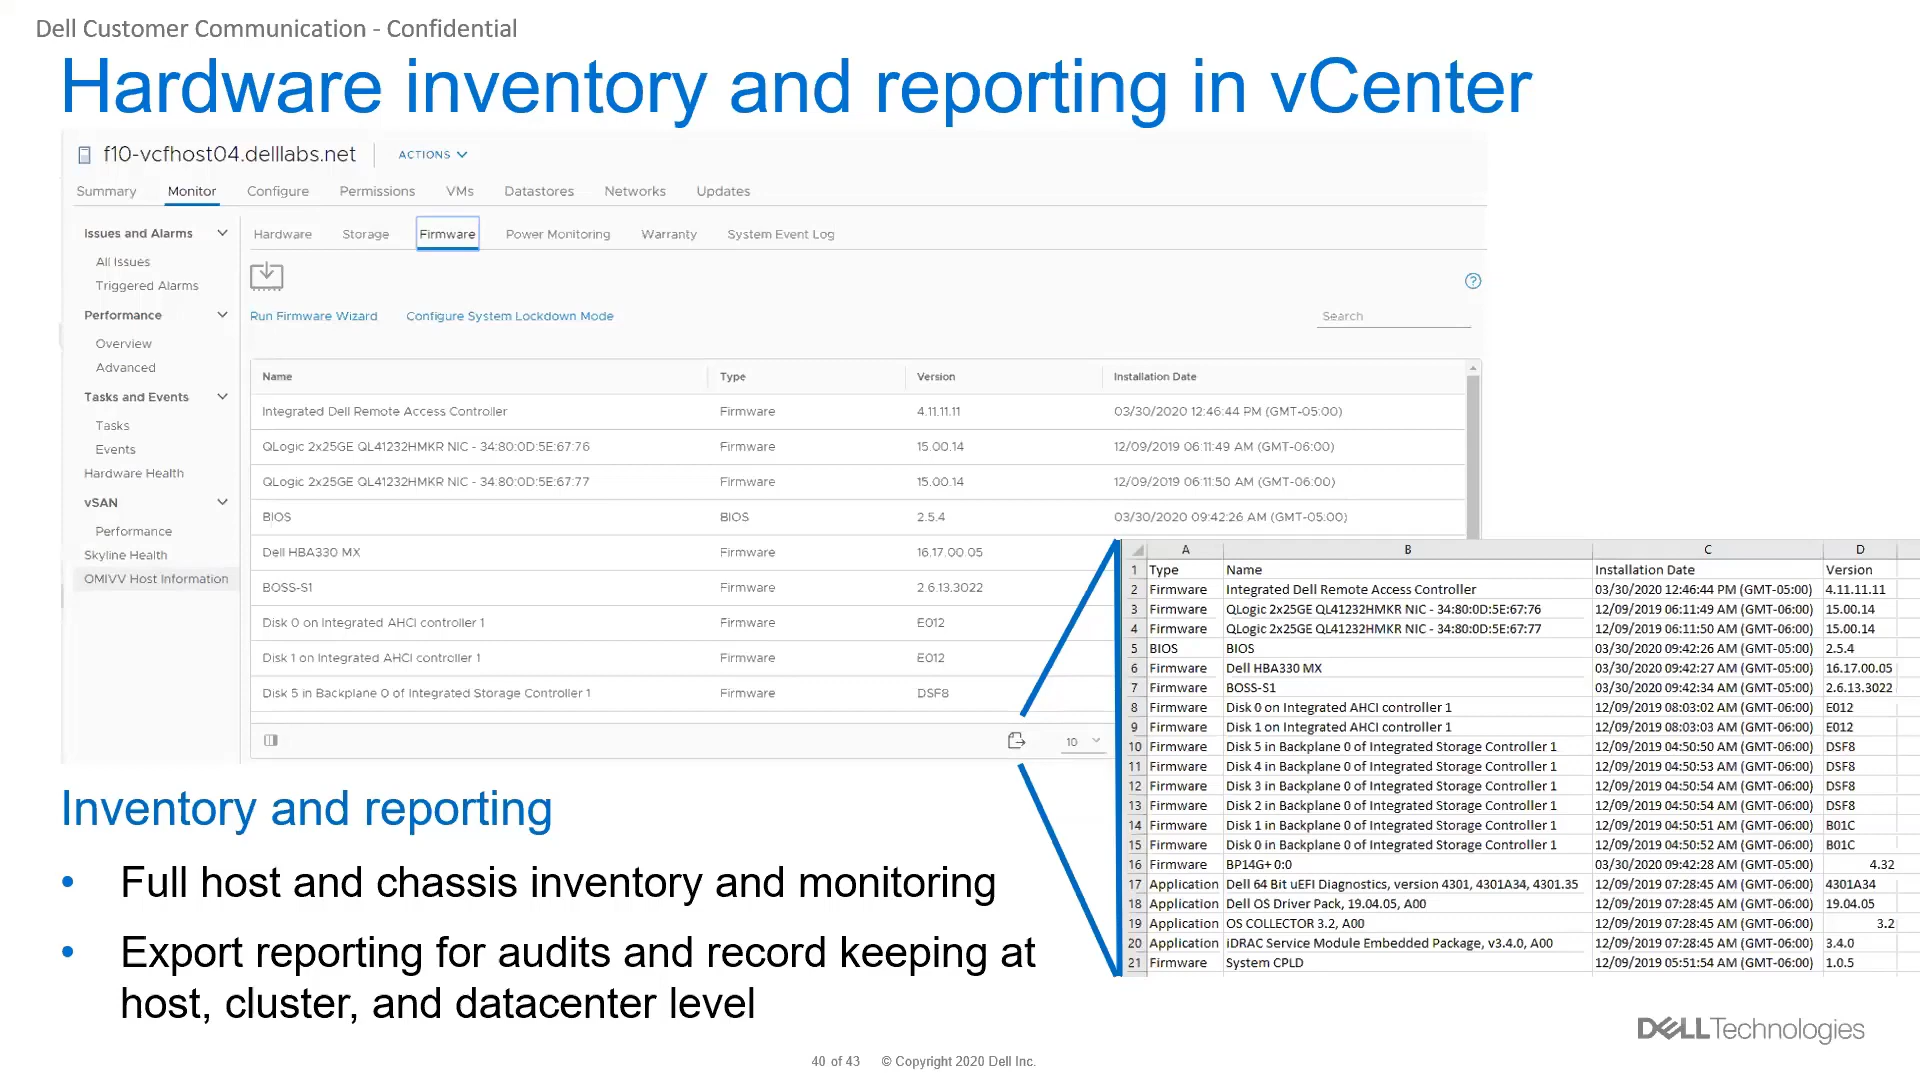 Dell Customer Communication - Confidential
Hardware inventory and reporting in vCenter
f10-vcfhost04.delllabs.net ACTIONS
Summary Monitor Configure Permissions VMs Datastores Networks Updates
Issues and Alarms
All Issues
Triggered Alarms
Performance
Overview
Advanced
Tasks and Events
Tasks
Events
Hardware Health
vSAN
Performance
Skyline Health
OMIVV Host Information
Hardware Storage Firmware Power Monitoring Warranty System Event Log
?
Run Firmware Wizard Configure System Lockdown Mode Search
Name Type Version Installation Date
Integrated Dell Remote Access Controller Firmware 4.11.11.11 03/30/2020 12:46:44 PM (GMT-05:00)
QLogic 2x25GE QL41232HMKR NIC - 34:80:0D:5E:67:76 Firmware 15.00.14 12/09/2019 06:11:49 AM (GMT-06:00)
QLogic 2x25GE QL41232HMKR NIC - 34:80:0D:5E:67:77 Firmware 15.00.14 12/09/2019 06:11:50 AM (GMT-06:00)
BIOS BIOS 2.5.4 03/30/2020 09:42:26 AM (GMT-05:00)
Dell HBA330 MX Firmware 16.17.00.05
BOSS-S1 Firmware 2.6.13.3022
Disk 0 on Integrated AHCI controller 1 Firmware E012
Disk 1 on Integrated AHCI controller 1 Firmware E012
Disk 5 in Backplane 0 of Integrated Storage Controller 1 Firmware DSF8
10
A B C D
1 Type Name Installation Date Version
2 Firmware Integrated Dell Remote Access Controller 03/30/2020 12:46:44 PM (GMT-05:00) 4.11.11.11
3 Firmware QLogic 2x25GE QL41232HMKR NIC - 34:80:0D:5E:67:76 12/09/2019 06:11:49 AM (GMT-06:00) 15.00.14
4 Firmware QLogic 2x25GE QL41232HMKR NIC - 34:80:0D:5E:67:77 12/09/2019 06:11:50 AM (GMT-06:00) 15.00.14
5 BIOS BIOS 03/30/2020 09:42:26 AM (GMT-05:00) 2.5.4
6 Firmware Dell HBA330 MX 03/30/2020 09:42:27 AM (GMT-05:00) 16.17.00.05
7 Firmware BOSS-S1 03/30/2020 09:42:34 AM (GMT-05:00) 2.6.13.3022
8 Firmware Disk 0 on Integrated AHCI controller 1 12/09/2019 08:03:02 AM (GMT-06:00) E012
9 Firmware Disk 1 on Integrated AHCI controller 1 12/09/2019 08:03:03 AM (GMT-06:00) E012
10 Firmware Disk 5 in Backplane 0 of Integrated Storage Controller 1 12/09/2019 04:50:50 AM (GMT-06:00) DSF8
11 Firmware Disk 4 in Backplane 0 of Integrated Storage Controller 1 12/09/2019 04:50:53 AM (GMT-06:00) DSF8
12 Firmware Disk 3 in Backplane 0 of Integrated Storage Controller 1 12/09/2019 04:50:54 AM (GMT-06:00) DSF8
13 Firmware Disk 2 in Backplane 0 of Integrated Storage Controller 1 12/09/2019 04:50:54 AM (GMT-06:00) DSF8
14 Firmware Disk 1 in Backplane 0 of Integrated Storage Controller 1 12/09/2019 04:50:51 AM (GMT-06:00) B01C
15 Firmware Disk 0 in Backplane 0 of Integrated Storage Controller 1 12/09/2019 04:50:52 AM (GMT-06:00) B01C
16 Firmware BP14G+ 0:0 03/30/2020 09:42:28 AM (GMT-05:00) 4.32
17 Application Dell 64 Bit uEFI Diagnostics, version 4301, 4301A34, 4301.35 12/09/2019 07:28:45 AM (GMT-06:00) 4301A34
18 Application Dell OS Driver Pack, 19.04.05, A00 12/09/2019 07:28:45 AM (GMT-06:00) 19.04.05
19 Application OS COLLECTOR 3.2, A00 12/09/2019 07:28:45 AM (GMT-06:00) 3.2
20 Application iDRAC Service Module Embedded Package, v3.4.0, A00 12/09/2019 07:28:45 AM (GMT-06:00) 3.4.0
21 Firmware System CPLD 12/09/2019 05:51:54 AM (GMT-06:00) 1.0.5
Inventory and reporting
• Full host and chassis inventory and monitoring
• Export reporting for audits and record keeping at
host, cluster, and datacenter level
DELLTechnologies
40 of 43 © Copyright 2020 Dell Inc.